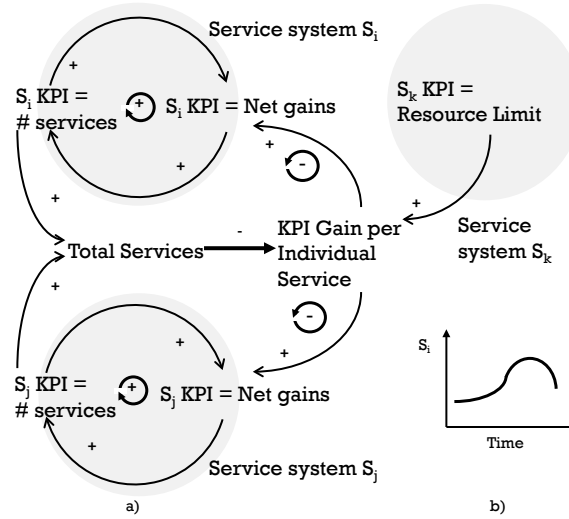 Service system Si
+
Si KPI =
# services
+
Si KPI = Net gains
Sk KPI =
Resource Limit
+
+
-
+
+
-
KPI Gain per
Individual
Service
Service
system Sk
Total Services
+
-
+
+
Sj KPI =
# services
+
Sj KPI = Net gains
+
Service system Sj
Si
Time
a)
b)